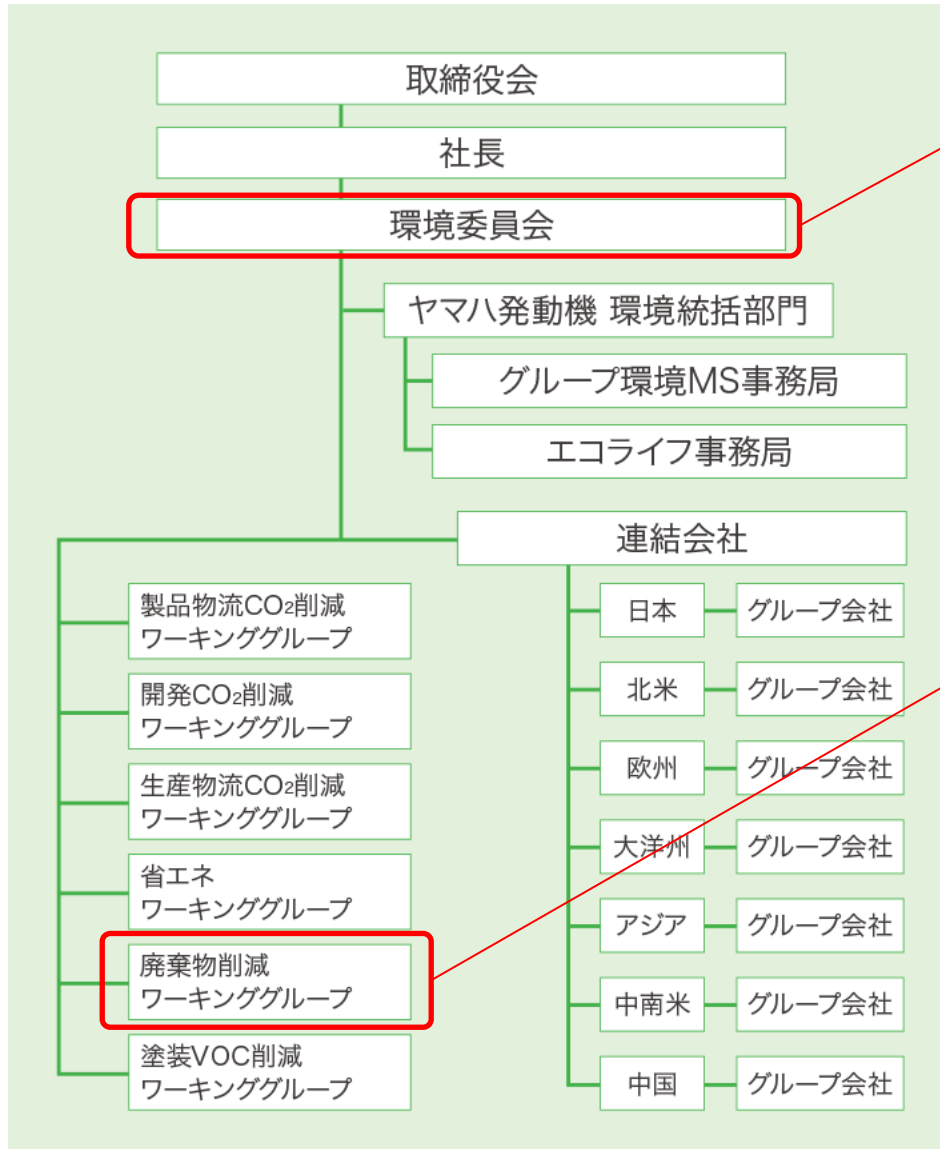 取締役会
社長
環境委員会
ヤマハ発動機 環境統括部門
グループ環境MS事務局
エコライフ事務局
連結会社
製品物流CO2削減
ワーキンググループ
開発CO2削減
ワーキンググループ
生産物流CO2削減
ワーキンググループ
省エネ
ワーキンググループ
廃棄物削減
ワーキンググループ
塗装VOC削減
ワーキンググループ
日本 グループ会社
北米 グループ会社
欧州 グループ会社
大洋州 グループ会社
アジア グループ会社
中南米 グループ会社
中国 グループ会社